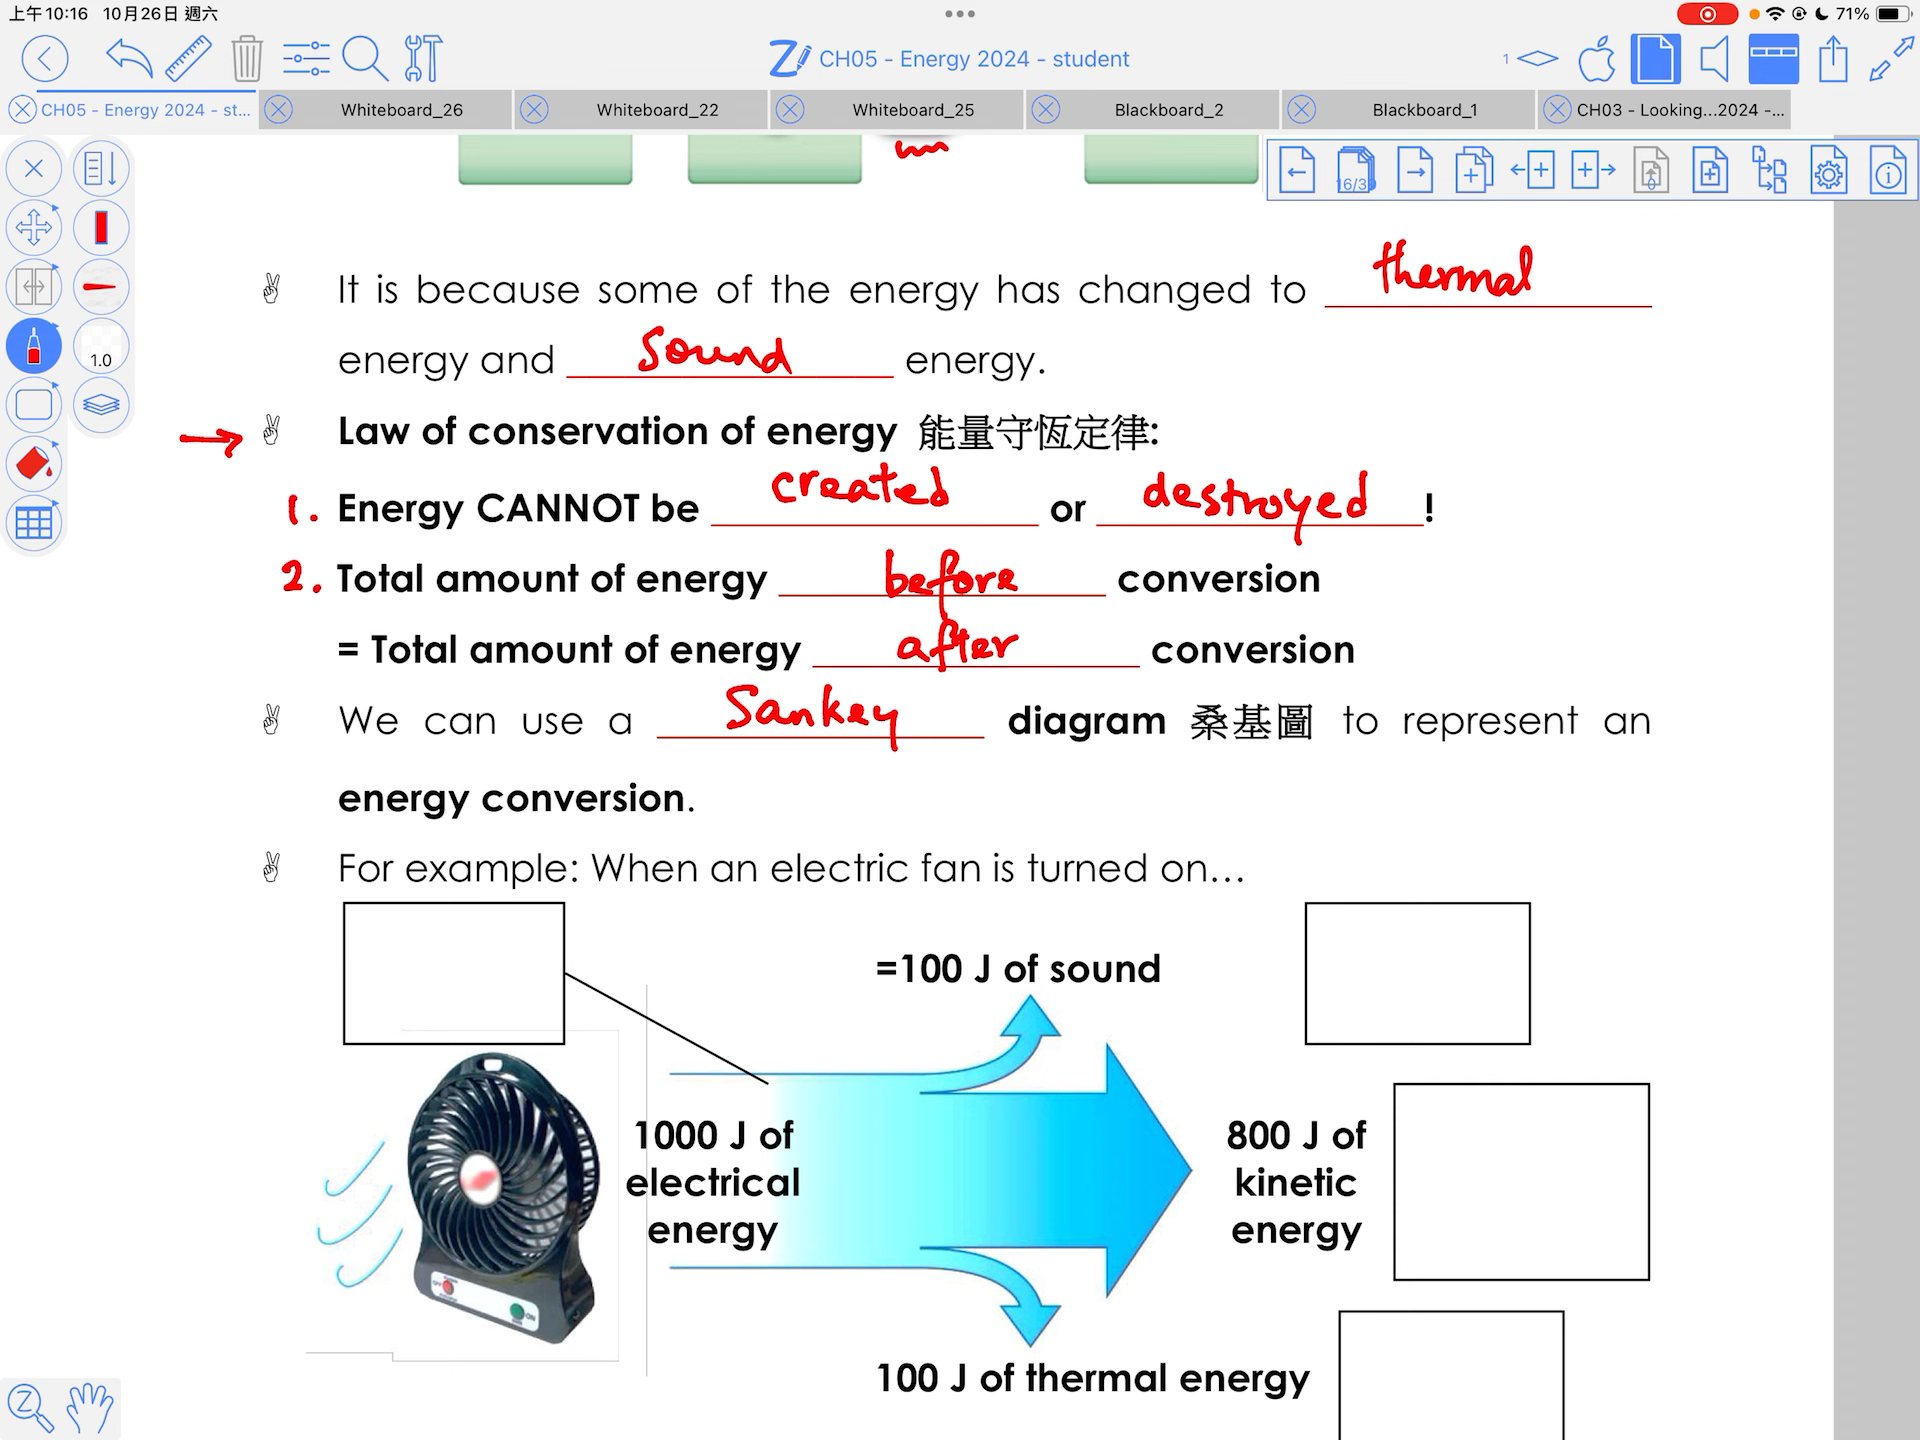 上午10:16 10月26日 週六
71%
CH05 - Energy 2024 - student
1
CH05 - Energy 2024 - st...
Whiteboard_26
Whiteboard_22
Whiteboard_25
Blackboard_2
Blackboard_1
CH03 - Looking...2024 -...
1.0
It is because some of the energy has changed to thermal
energy and sound energy.
Law of conservation of energy 能量守恆定律:
1. Energy CANNOT be created or destroyed !
2. Total amount of energy before conversion
= Total amount of energy after conversion
We can use a Sankey diagram 桑基圖 to represent an
energy conversion.
For example: When an electric fan is turned on...
=100 J of sound
1000 J of
electrical
energy
800 J of
kinetic
energy
100 J of thermal energy